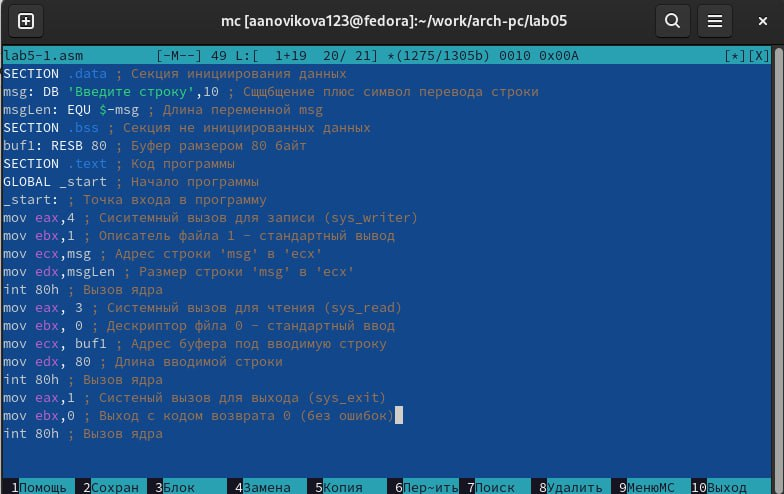 mc [aanovikova123@fedora]:~/work/arch-pc/lab05
lab5-1.asm [-M--] 49 L:[ 1+19 20/ 21] *(1275/1305b) 0010 0x00A [*][X]
SECTION .data ; Секция инициирования данных
msg: DB 'Введите строку',10 ; Сщщбщение плюс символ перевода строки
msgLen: EQU $-msg ; Длина переменной msg
SECTION .bss ; Секция не инициированных данных
buf1: RESB 80 ; Буфер рамзером 80 байт
SECTION .text ; Код программы
GLOBAL _start ; Начало программы
_start: ; Точка входа в программу
mov eax,4 ; Сиситемный вызов для записи (sys_writer)
mov ebx,1 ; Описатель файла 1 - стандартный вывод
mov ecx,msg ; Адрес строки 'msg' в 'ecx'
mov edx,msgLen ; Размер строки 'msg' в 'ecx'
int 80h ; Вызов ядра
mov eax, 3 ; Системный вызов для чтения (sys_read)
mov ebx, 0 ; Дескриптор фйла 0 - стандартный ввод
mov ecx, buf1 ; Адрес буфера под вводимую строку
mov edx, 80 ; Длина вводимой строки
int 80h ; Вызов ядра
mov eax,1 ; Систеный вызов для выхода (sys_exit)
mov ebx,0 ; Выход с кодом возврата 0 (без ошибок)
int 80h ; Вызов ядра
1Помощь 2Сохран 3Блок 4Замена 5Копия 6Пер~ить 7Поиск 8Удалить 9МенюМС 10Выход